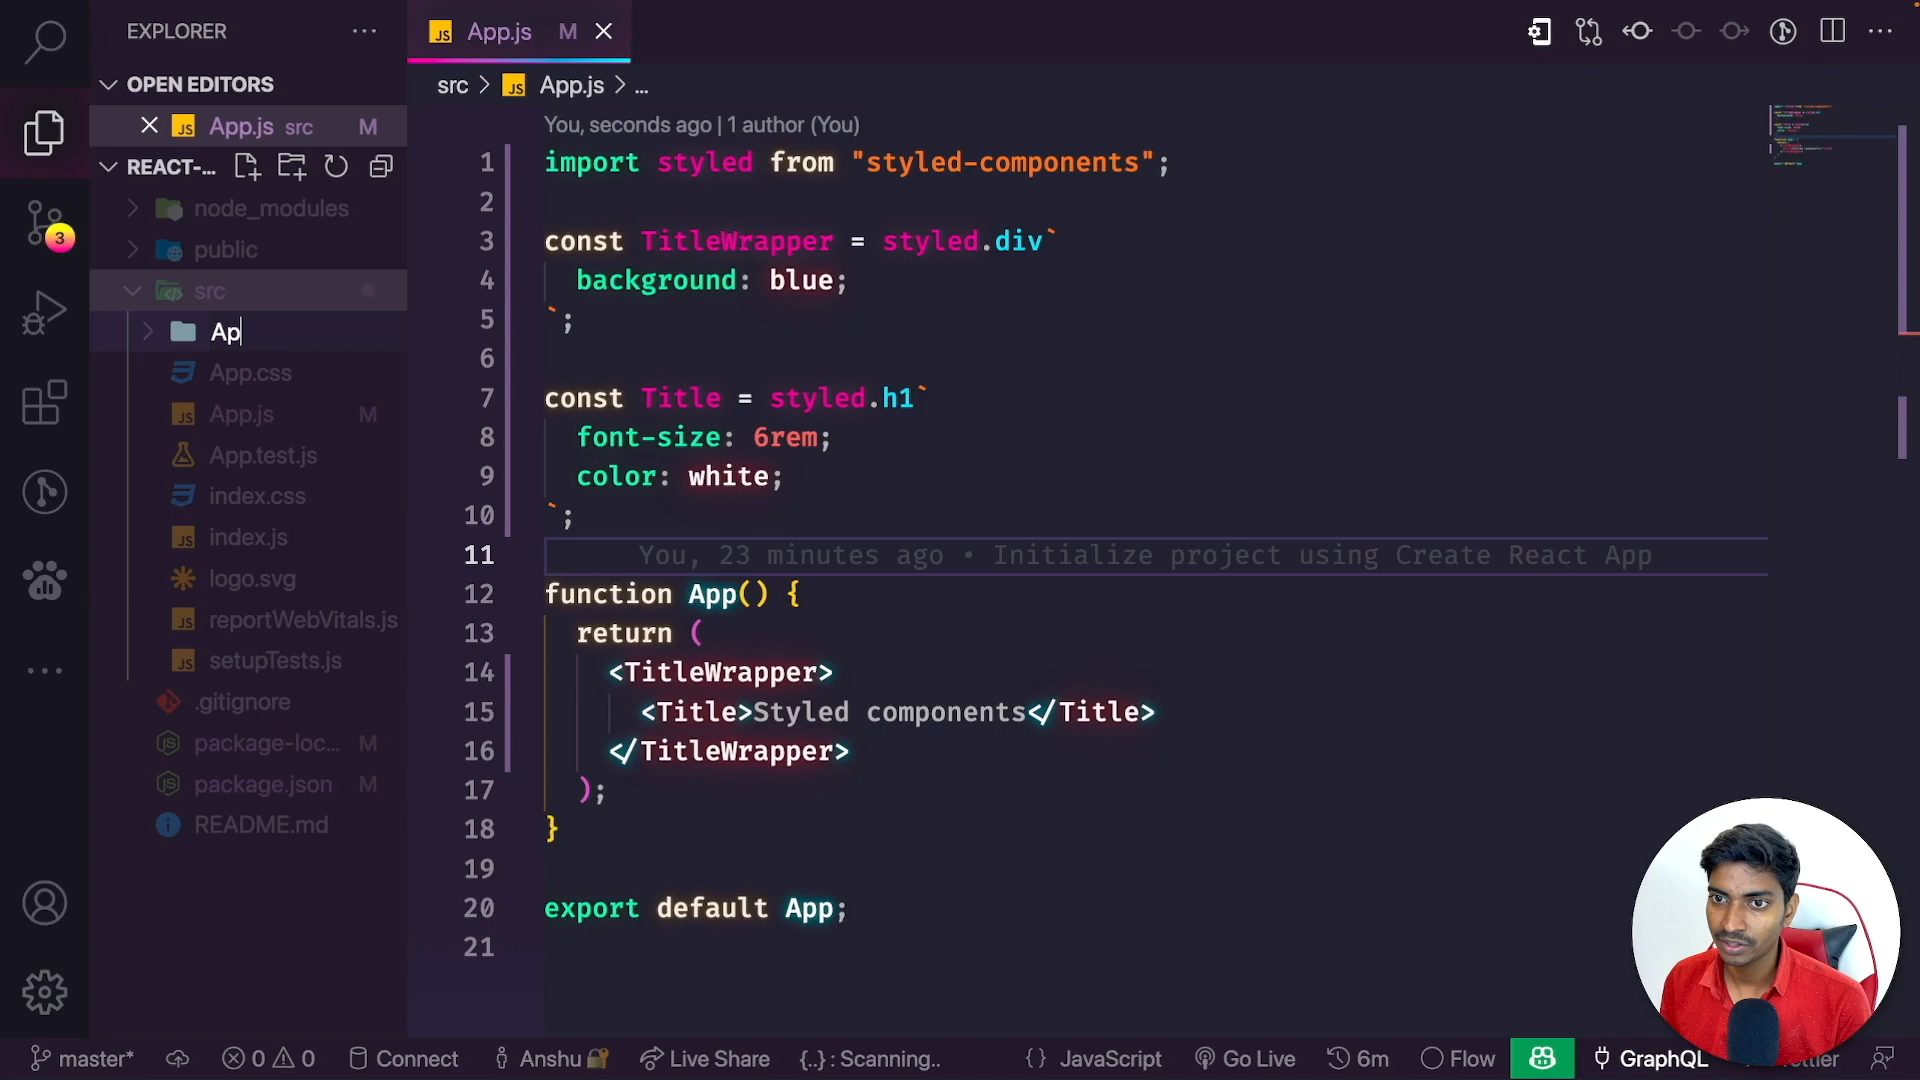 EXPLORER
OPEN EDITORS
App.js src M
REACT-...
node_modules
public
src
Ap
App.css
App.js M
App.test.js
index.css
index.js
logo.svg
reportWebVitals.js
setupTests.js
.gitignore
package-loc... M
package.json M
README.md
3
App.js M
src > App.js > ...
You, seconds ago | 1 author (You)
1 import styled from "styled-components";
2
3 const TitleWrapper = styled.div`
4 background: blue;
5 `;
6
7 const Title = styled.h1`
8 font-size: 6rem;
9 color: white;
10 `;
11 You, 23 minutes ago • Initialize project using Create React App
12 function App() {
13 return (
14 <TitleWrapper>
15 <Title>Styled components</Title>
16 </TitleWrapper>
17 );
18 }
19
20 export default App;
21
master* 0 0 Connect Anshu Live Share {..} : Scanning.. {} JavaScript Go Live 6m Flow GraphQL